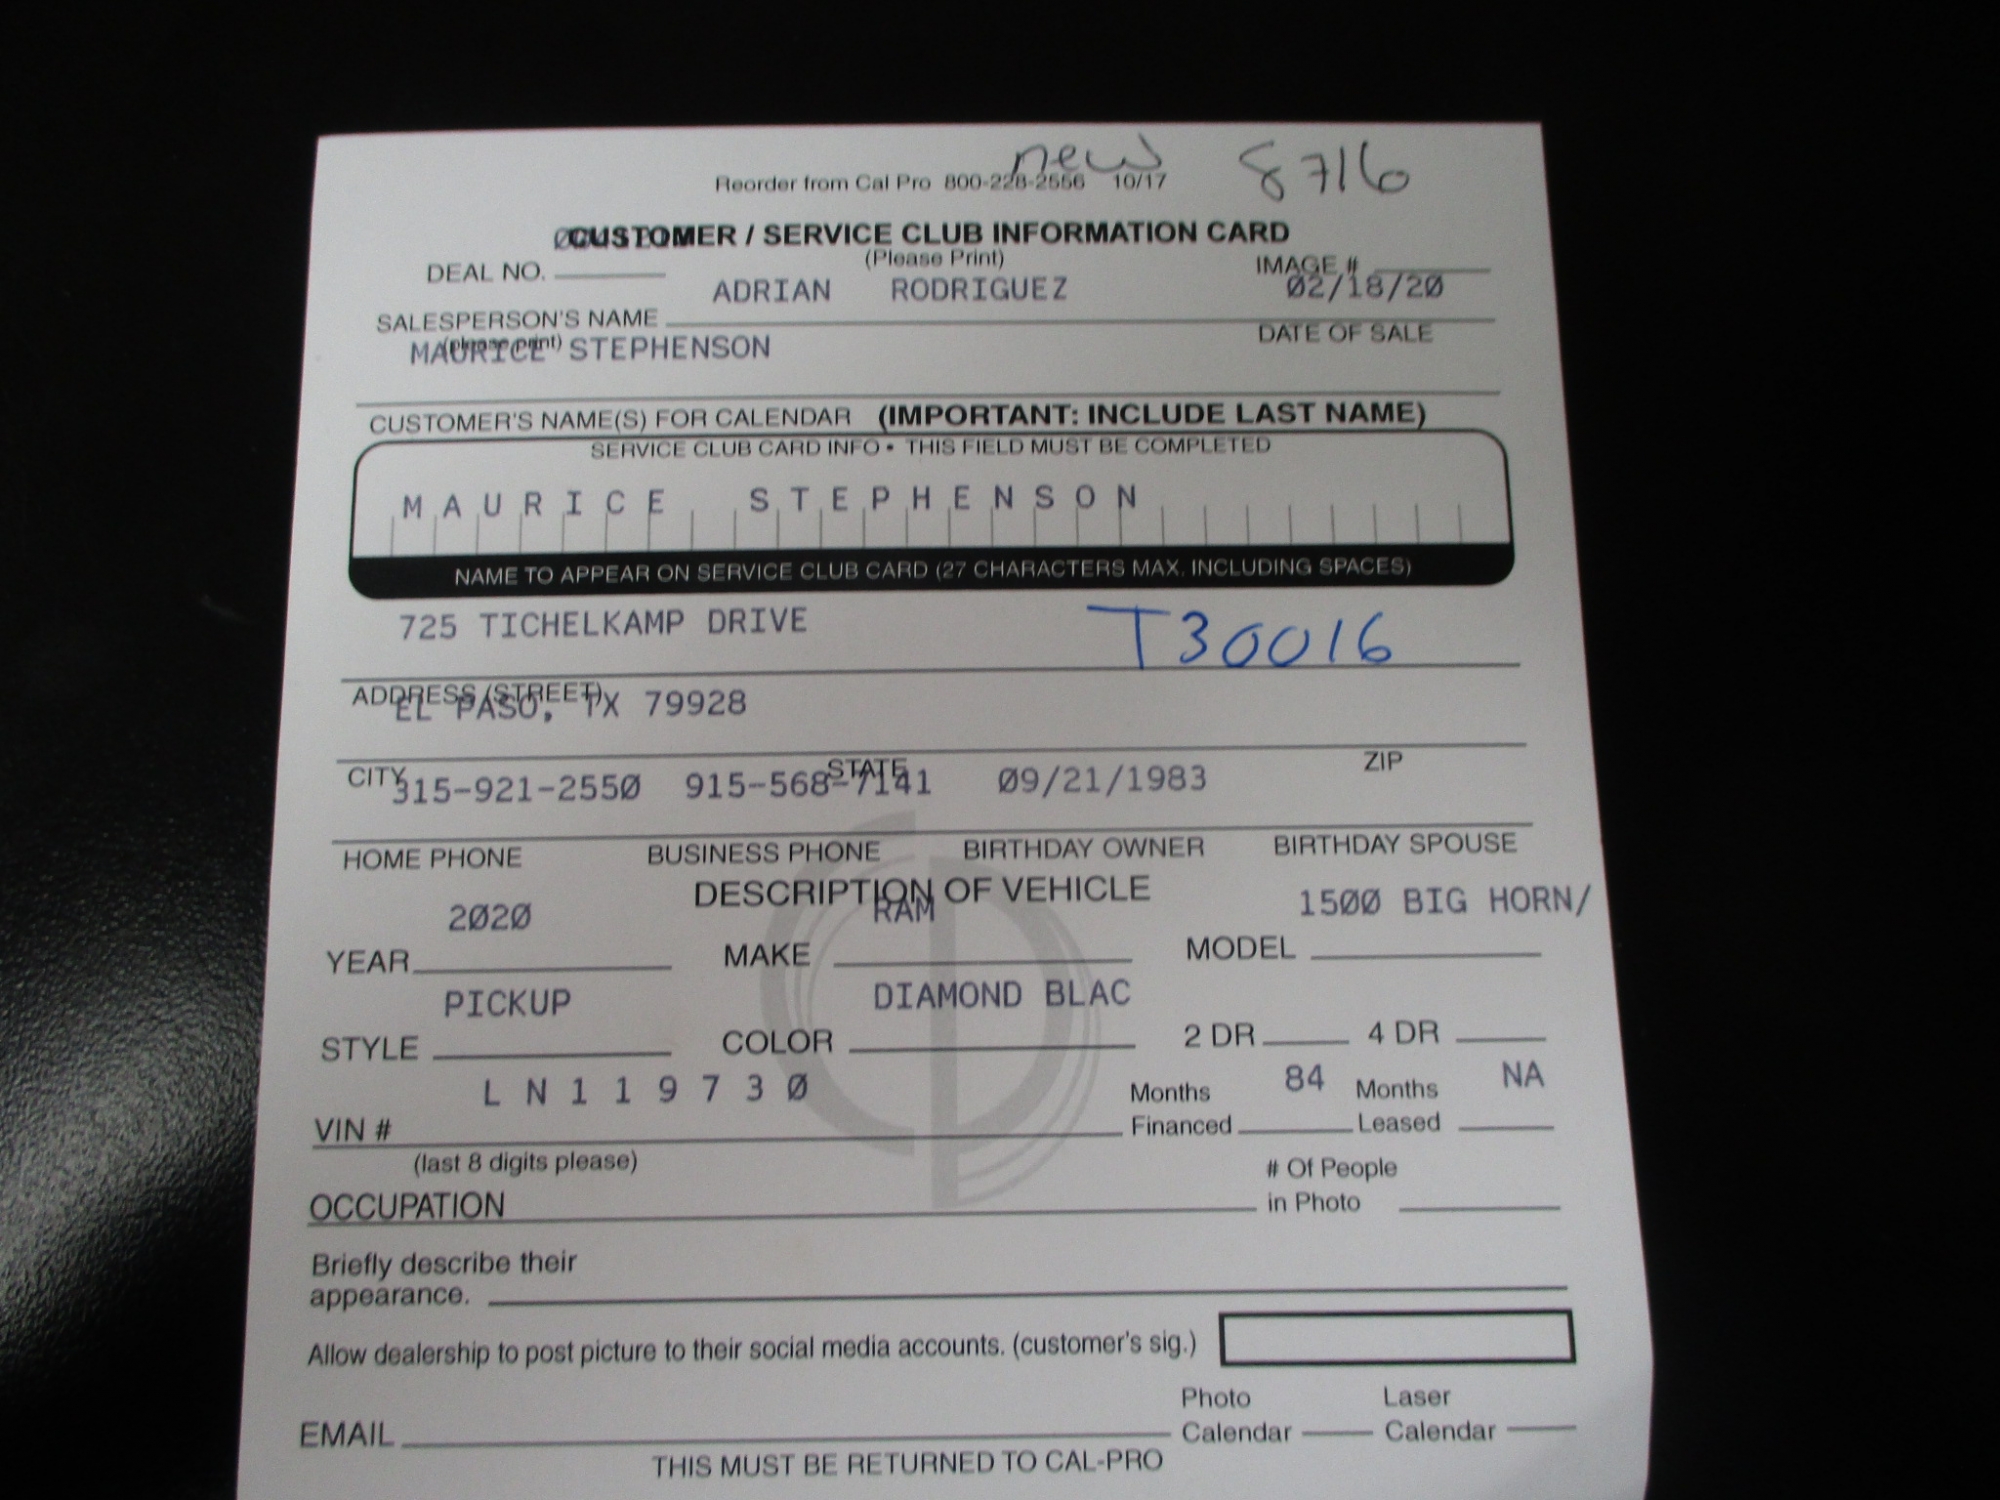 new 8716
Reorder from Cal Pro 800-228-2556 10/17
CUSTOMER / SERVICE CLUB INFORMATION CARD
(Please Print)
DEAL NO. IMAGE #
ADRIAN RODRIGUEZ 02/18/20
SALESPERSON'S NAME DATE OF SALE
(please print)
MAURICE STEPHENSON
CUSTOMER'S NAME(S) FOR CALENDAR (IMPORTANT: INCLUDE LAST NAME)
SERVICE CLUB CARD INFO • THIS FIELD MUST BE COMPLETED
MAURICE STEPHENSON
NAME TO APPEAR ON SERVICE CLUB CARD (27 CHARACTERS MAX. INCLUDING SPACES)
725 TICHELKAMP DRIVE T30016
ADDRESS (STREET)
EL PASO, TX 79928
CITY STATE ZIP
315-921-2550 915-568-7141 09/21/1983
HOME PHONE BUSINESS PHONE BIRTHDAY OWNER BIRTHDAY SPOUSE
DESCRIPTION OF VEHICLE
2020 RAM 1500 BIG HORN/
YEAR MAKE MODEL
PICKUP DIAMOND BLAC
STYLE COLOR 2 DR 4 DR
LN119730 Months 84 Months NA
VIN # Financed Leased
(last 8 digits please) # Of People
OCCUPATION in Photo
Briefly describe their
appearance.
Allow dealership to post picture to their social media accounts. (customer's sig.)
Photo Laser
EMAIL Calendar Calendar
THIS MUST BE RETURNED TO CAL-PRO